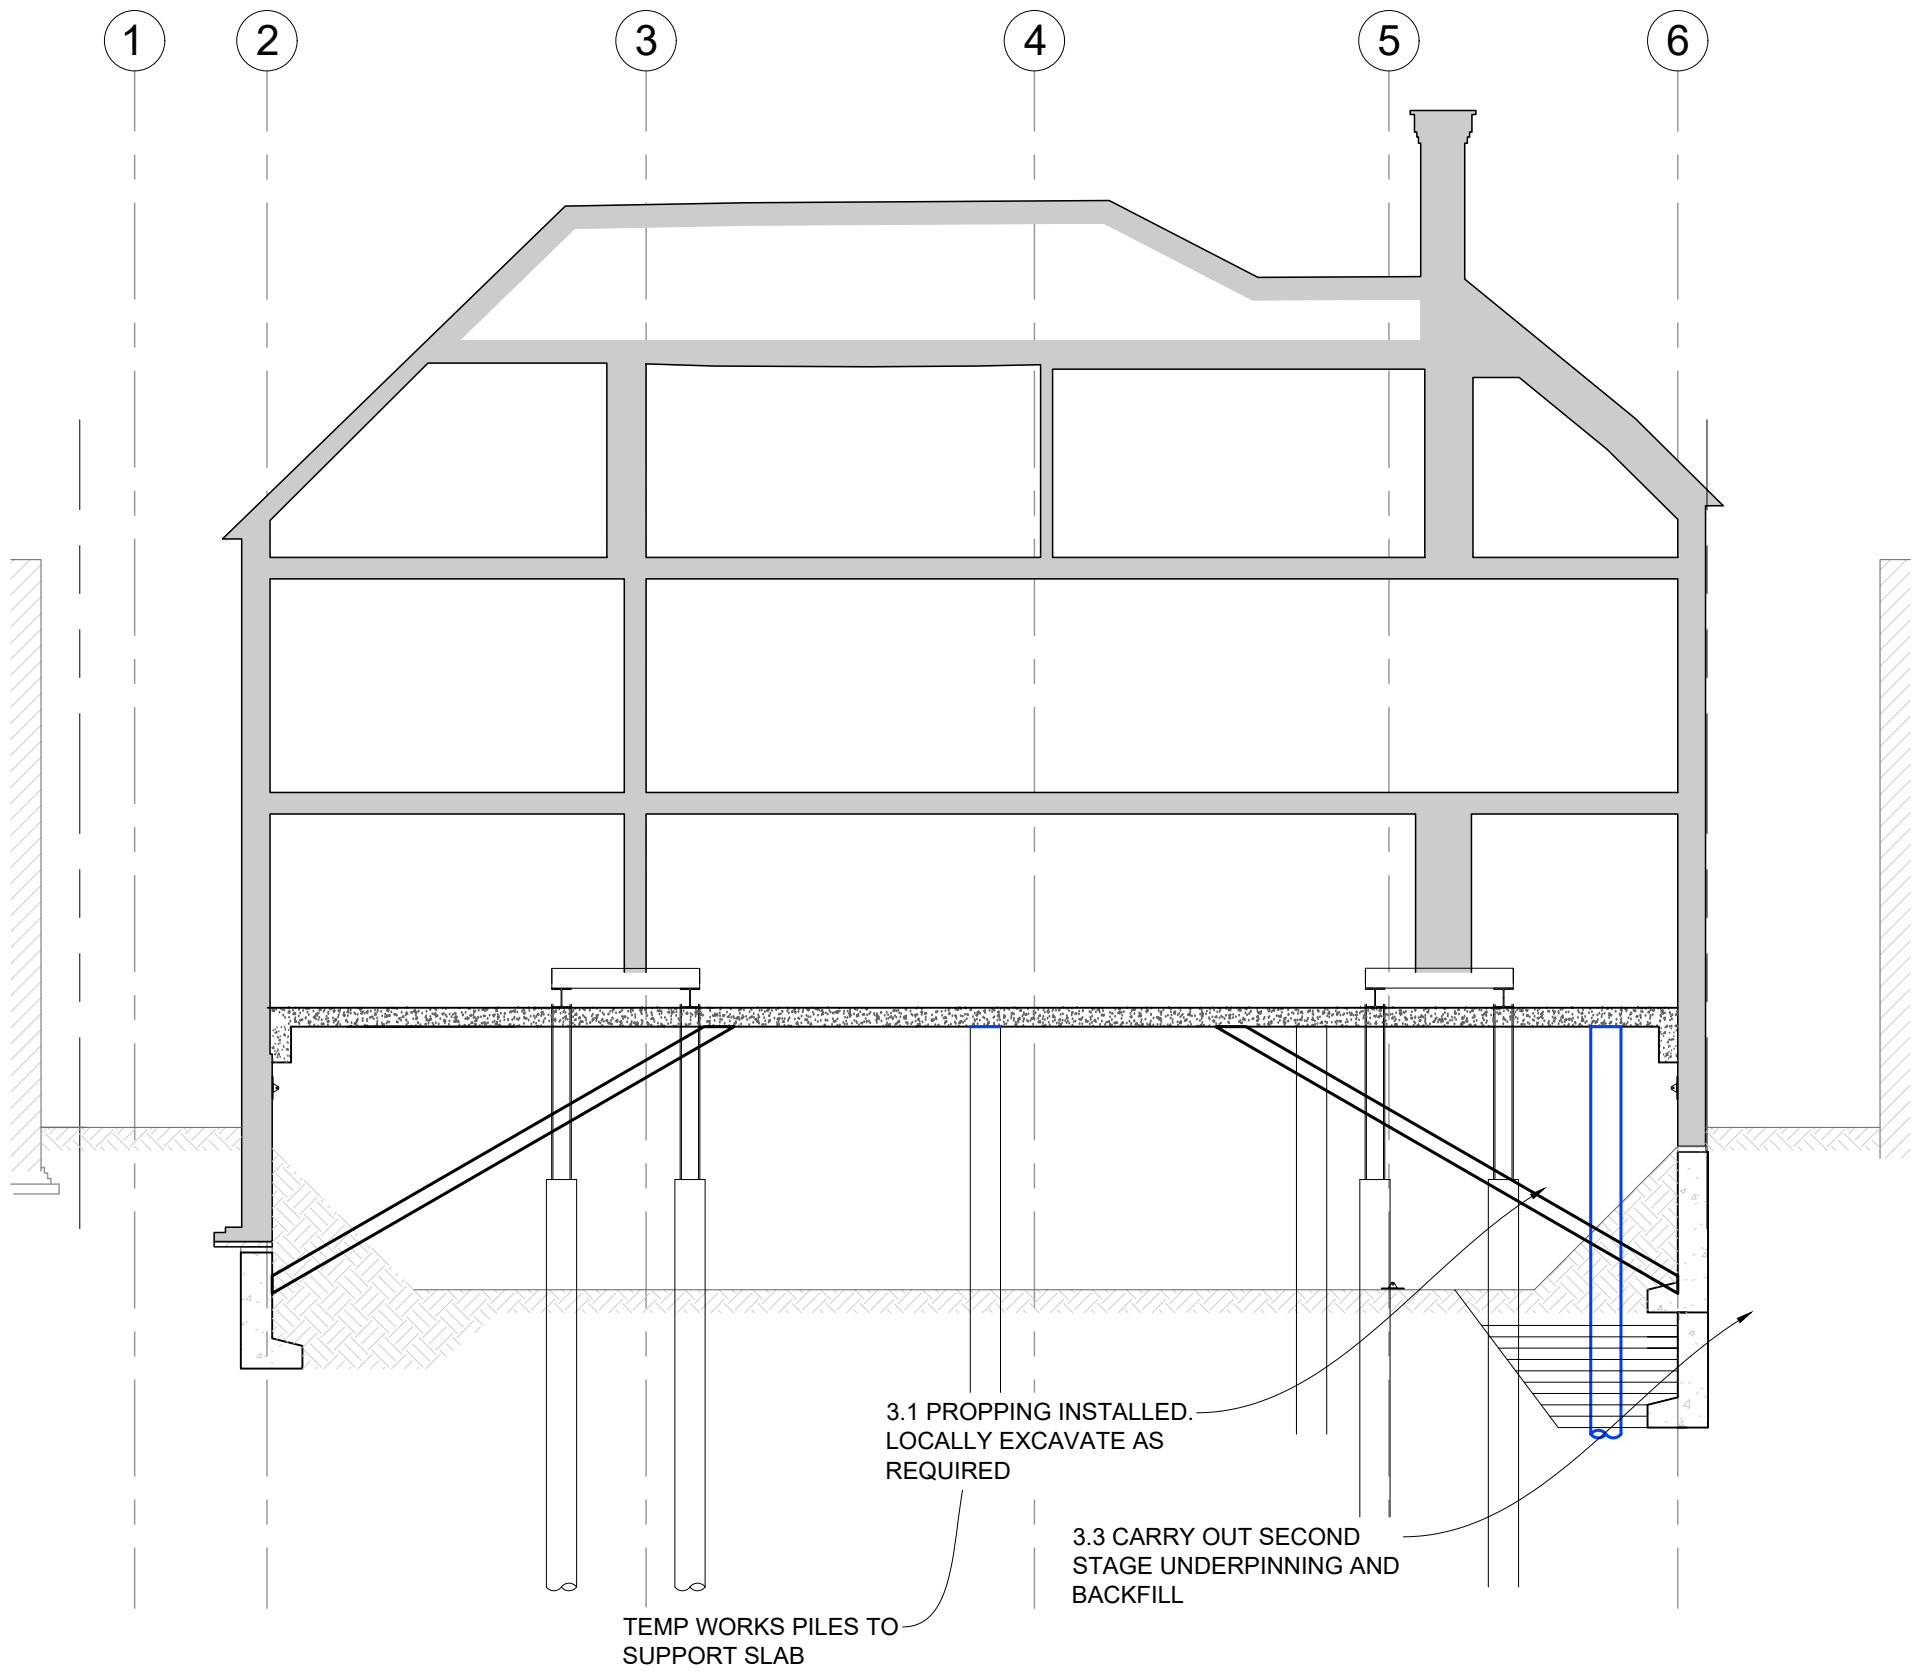 1 2 3 4 5 6
3.1 PROPPING INSTALLED.
LOCALLY EXCAVATE AS
REQUIRED
3.3 CARRY OUT SECOND
STAGE UNDERPINNING AND
BACKFILL
TEMP WORKS PILES TO
SUPPORT SLAB